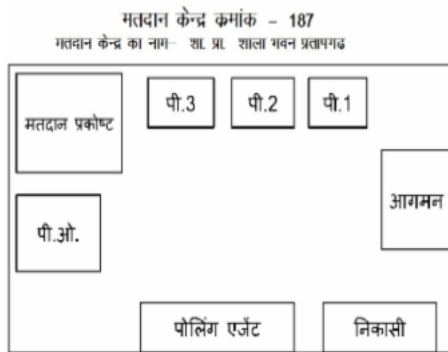 मतदान केन्द्र क्रमांक - 187
मतदान केन्द्र का नाम- शा. प्रा. शाला भवन प्रतापगढ
मतदान प्रकोष्ट
पी.3
पी.2
पी.1
आगमन
पी.ओ.
पोलिंग एजेंट
निकासी